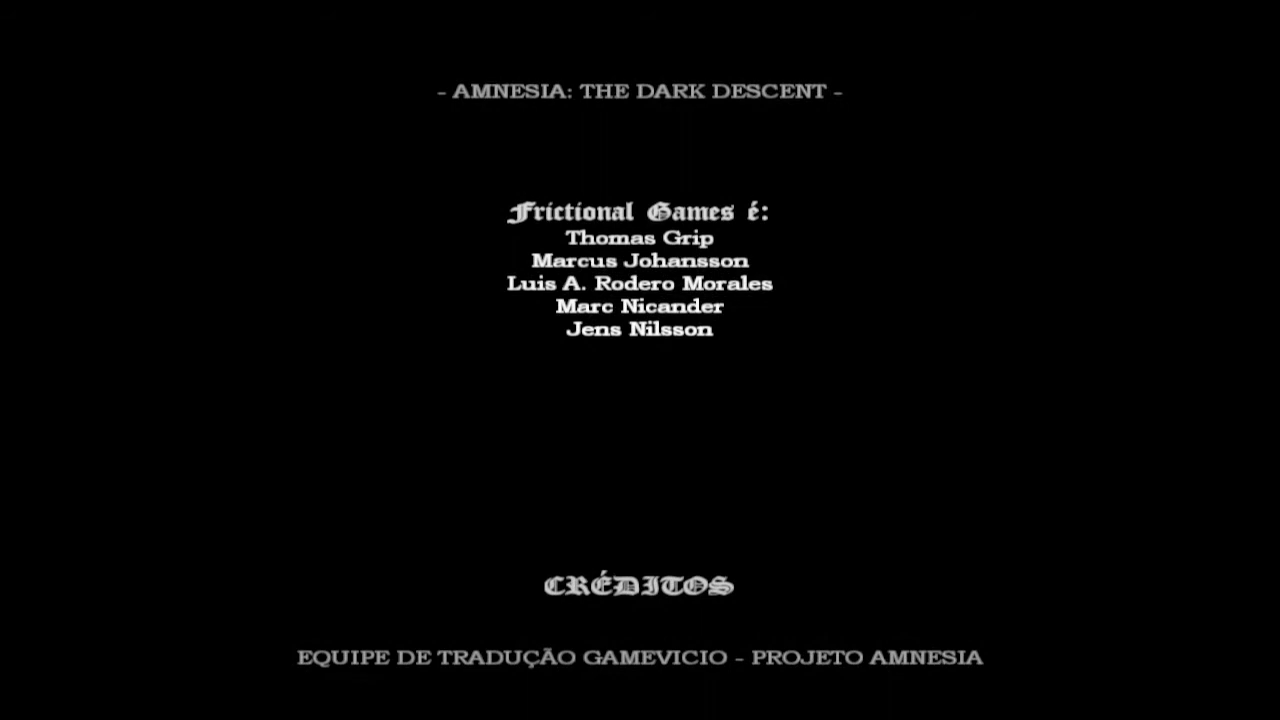 - AMNESIA: THE DARK DESCENT -
Frictional Games é:
Thomas Grip
Marcus Johansson
Luis A. Rodero Morales
Marc Nicander
Jens Nilsson
CRÉDITOS
EQUIPE DE TRADUÇÃO GAMEVICIO - PROJETO AMNESIA